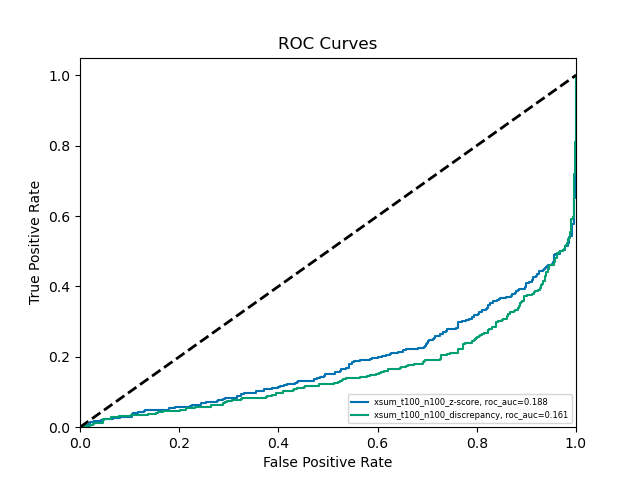 ROC Curves
True Positive Rate
1.0
0.8
0.6
0.4
0.2
0.0
xsum_t100_n100_z-score, roc_auc=0.188
xsum_t100_n100_discrepancy, roc_auc=0.161
0.0 0.2 0.4 0.6 0.8 1.0
False Positive Rate